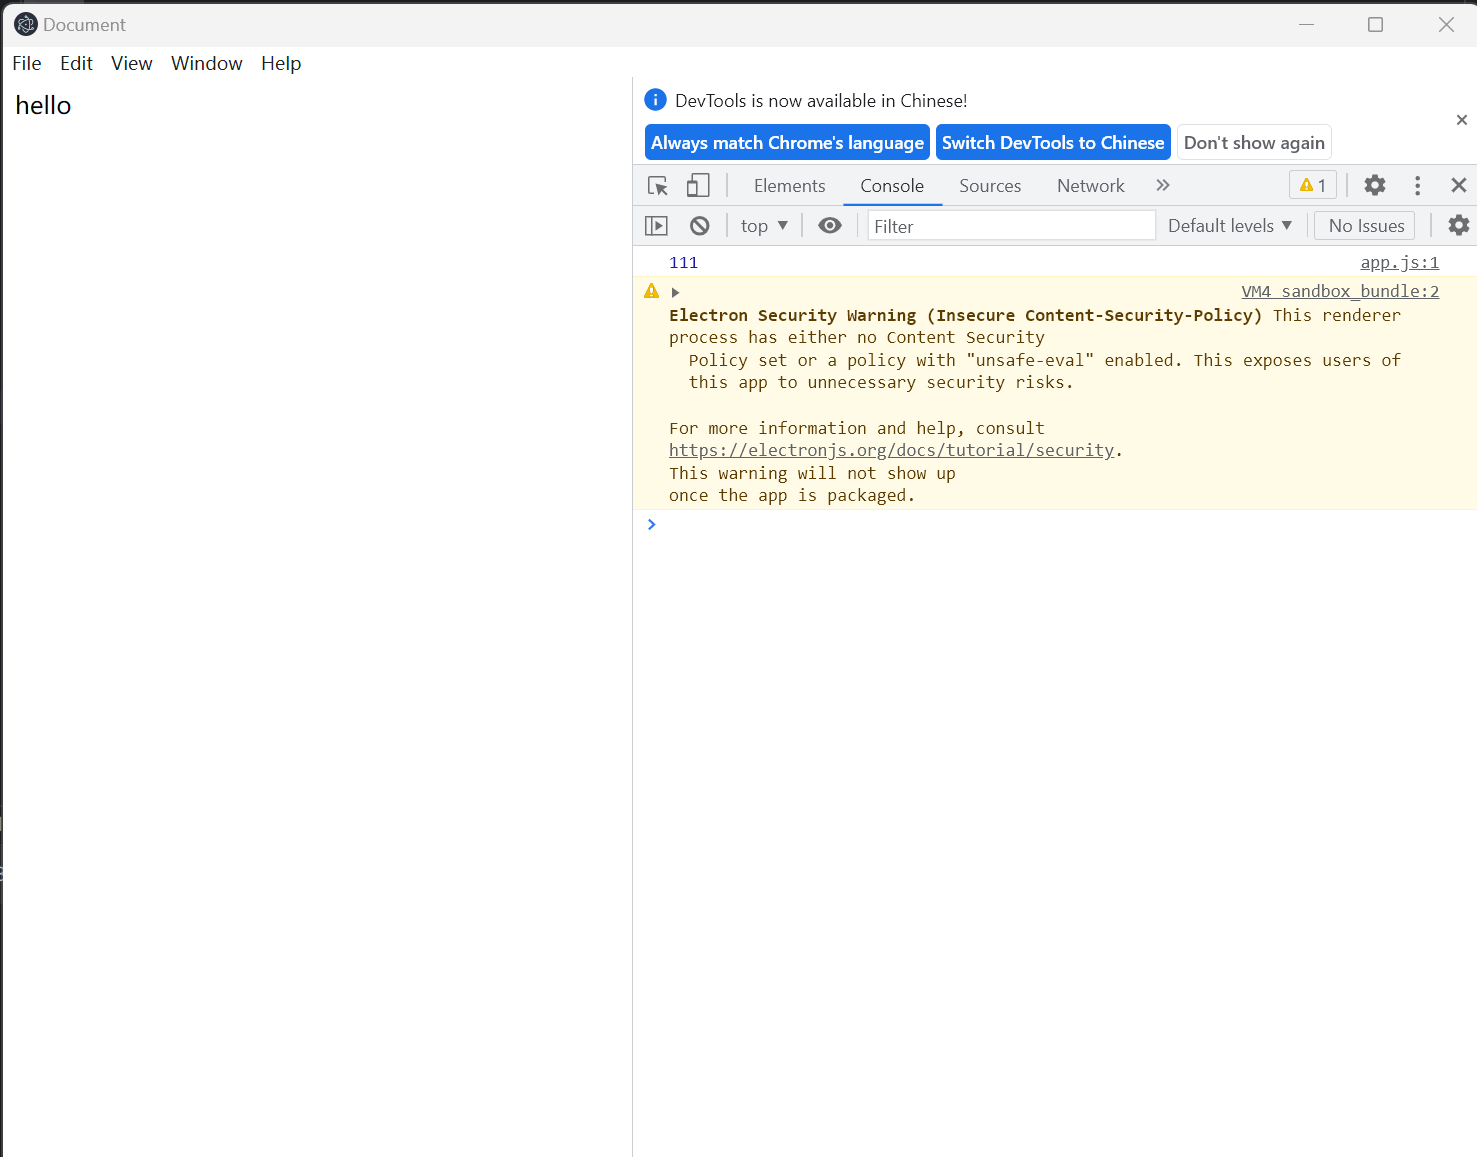 Document
File Edit View Window Help
hello
DevTools is now available in Chinese!
Always match Chrome's language Switch DevTools to Chinese Don't show again
Elements Console Sources Network 1
top Filter Default levels No Issues
111 app.js:1
VM4 sandbox_bundle:2
Electron Security Warning (Insecure Content-Security-Policy) This renderer
process has either no Content Security
Policy set or a policy with "unsafe-eval" enabled. This exposes users of
this app to unnecessary security risks.
For more information and help, consult
https://electronjs.org/docs/tutorial/security.
This warning will not show up
once the app is packaged.